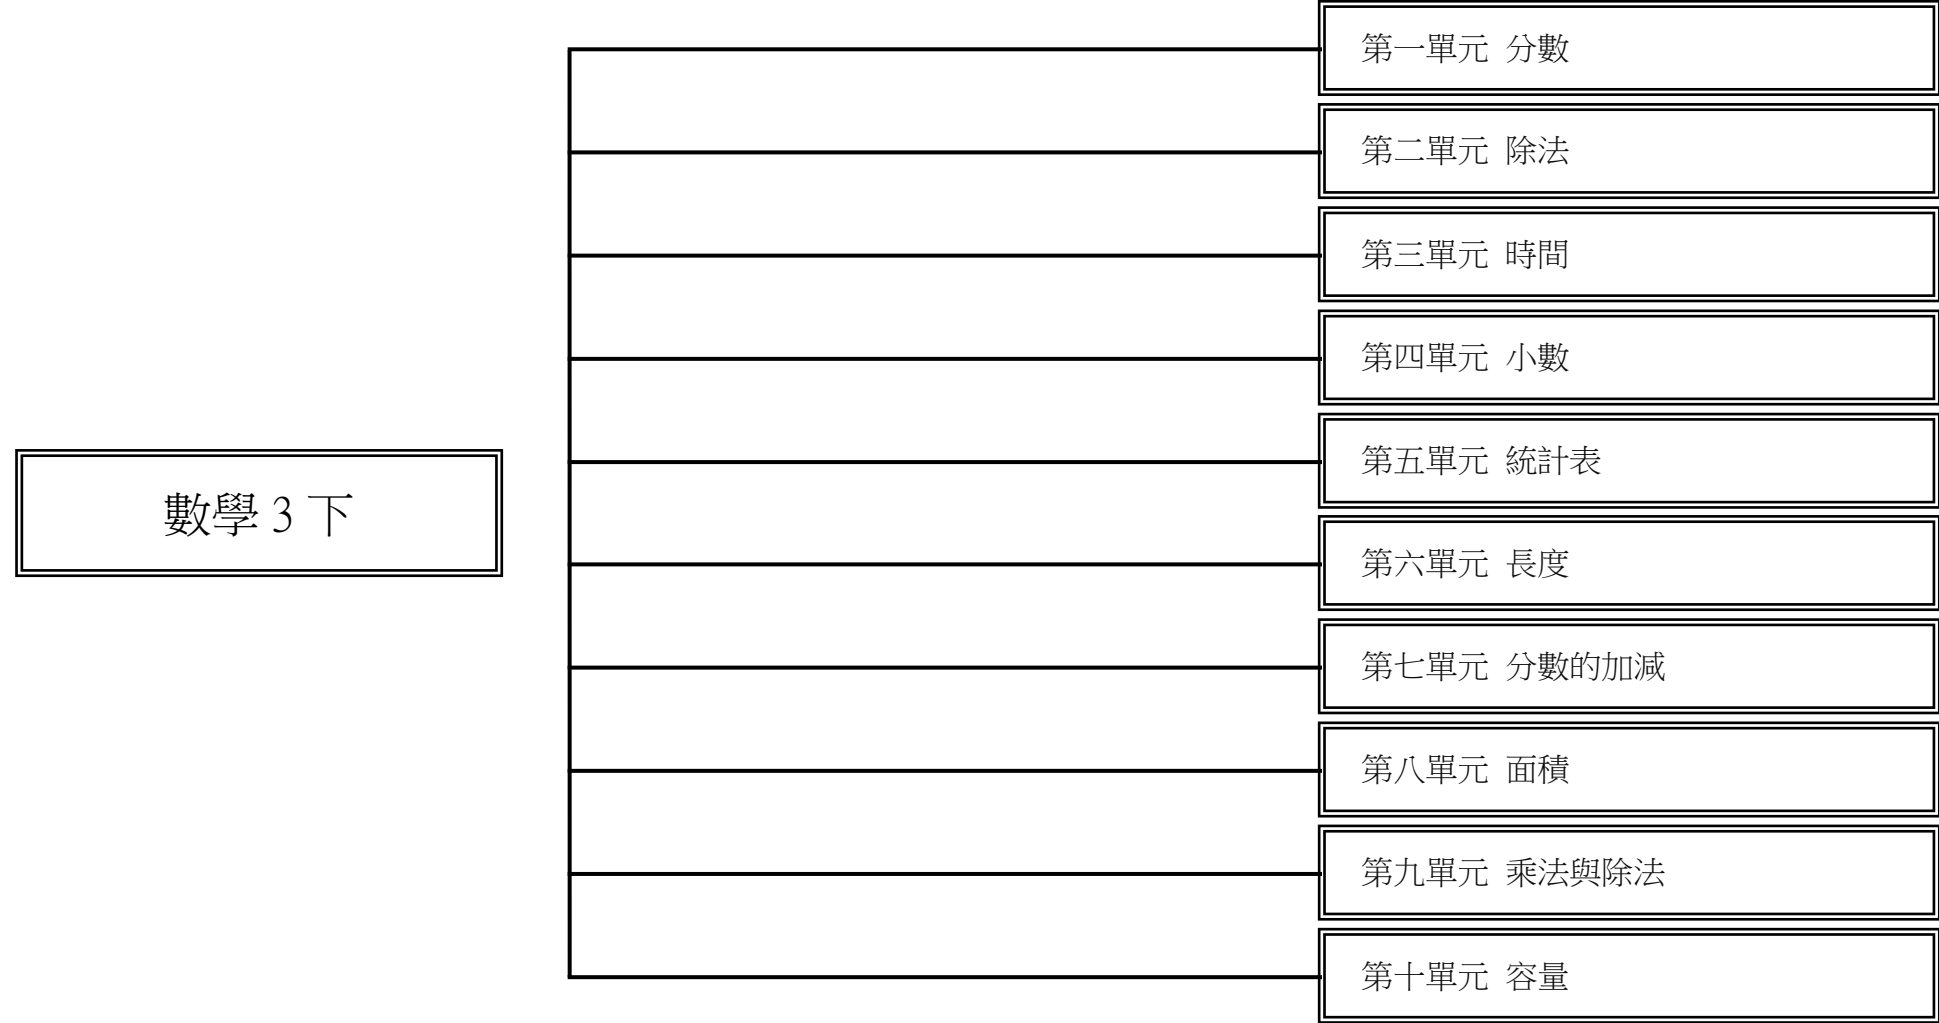 數學 3 下
第一單元 分數
第二單元 除法
第三單元 時間
第四單元 小數
第五單元 統計表
第六單元 長度
第七單元 分數的加減
第八單元 面積
第九單元 乘法與除法
第十單元 容量